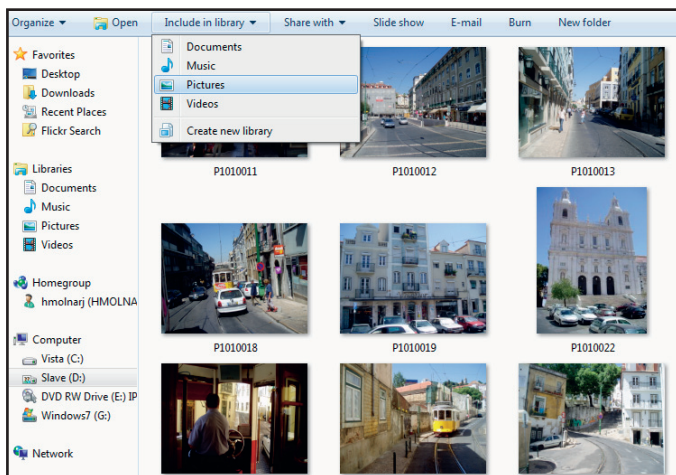 Organize Open Include in library Share with Slide show E-mail Burn New folder
Documents
Music
Pictures
Videos
Create new library
Favorites
Desktop
Downloads
Recent Places
Flickr Search
Libraries
Documents
Music
Pictures
Videos
Homegroup
hmolnarj (HMOLNA
Computer
Vista (C:)
Slave (D:)
DVD RW Drive (E:) IP
Windows7 (G:)
Network
P1010011 P1010012 P1010013
P1010018 P1010019 P1010022